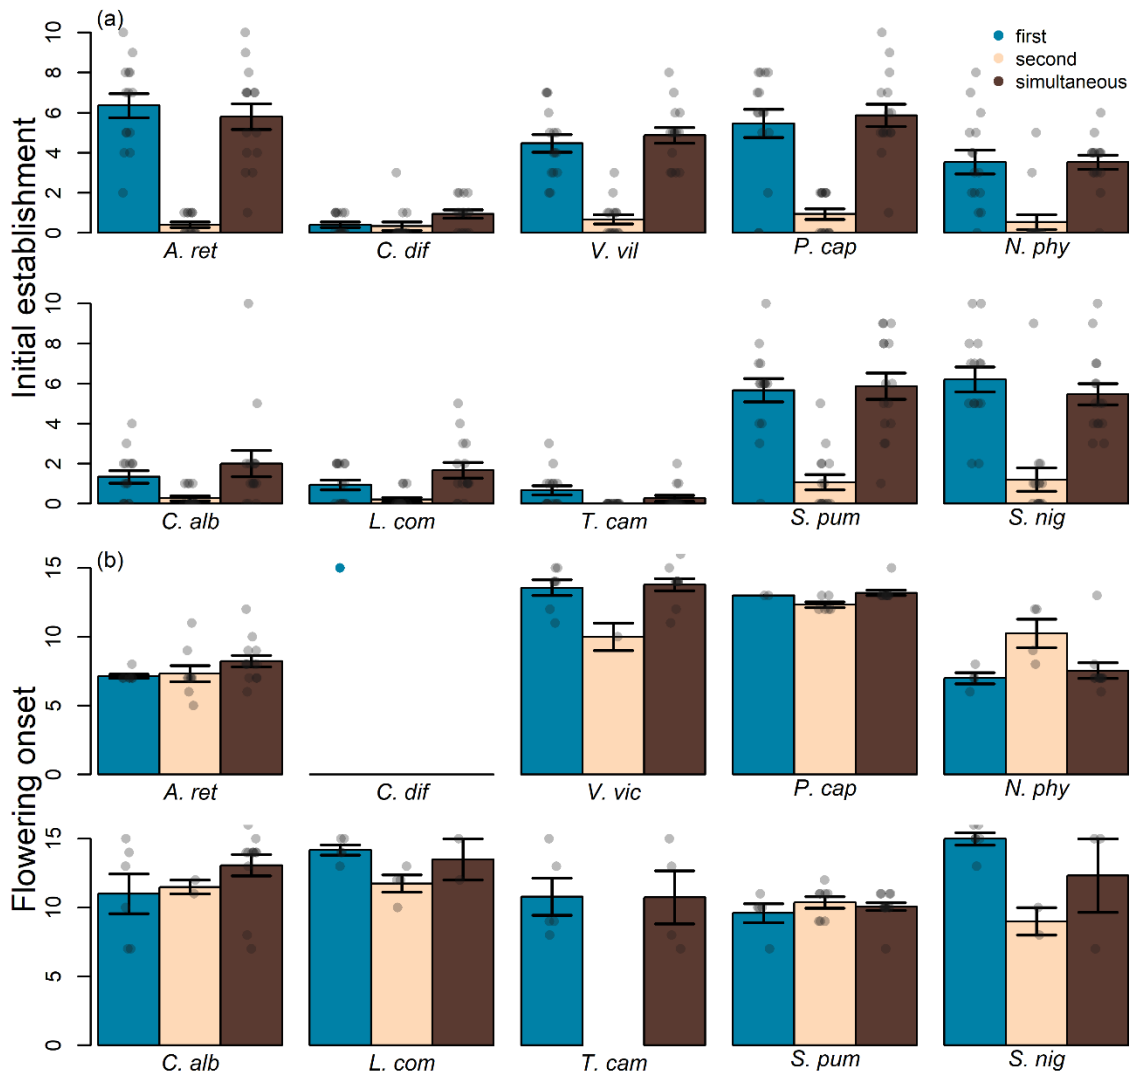 (a)
first
second
simultaneous
Initial establishment
0 2 4 6 8 10
A. ret C. dif V. vil P. cap N. phy
0 2 4 6 8 10
C. alb L. com T. cam S. pum S. nig
(b)
Flowering onset
0 5 10 15
A. ret C. dif V. vic P. cap N. phy
0 5 10 15
C. alb L. com T. cam S. pum S. nig